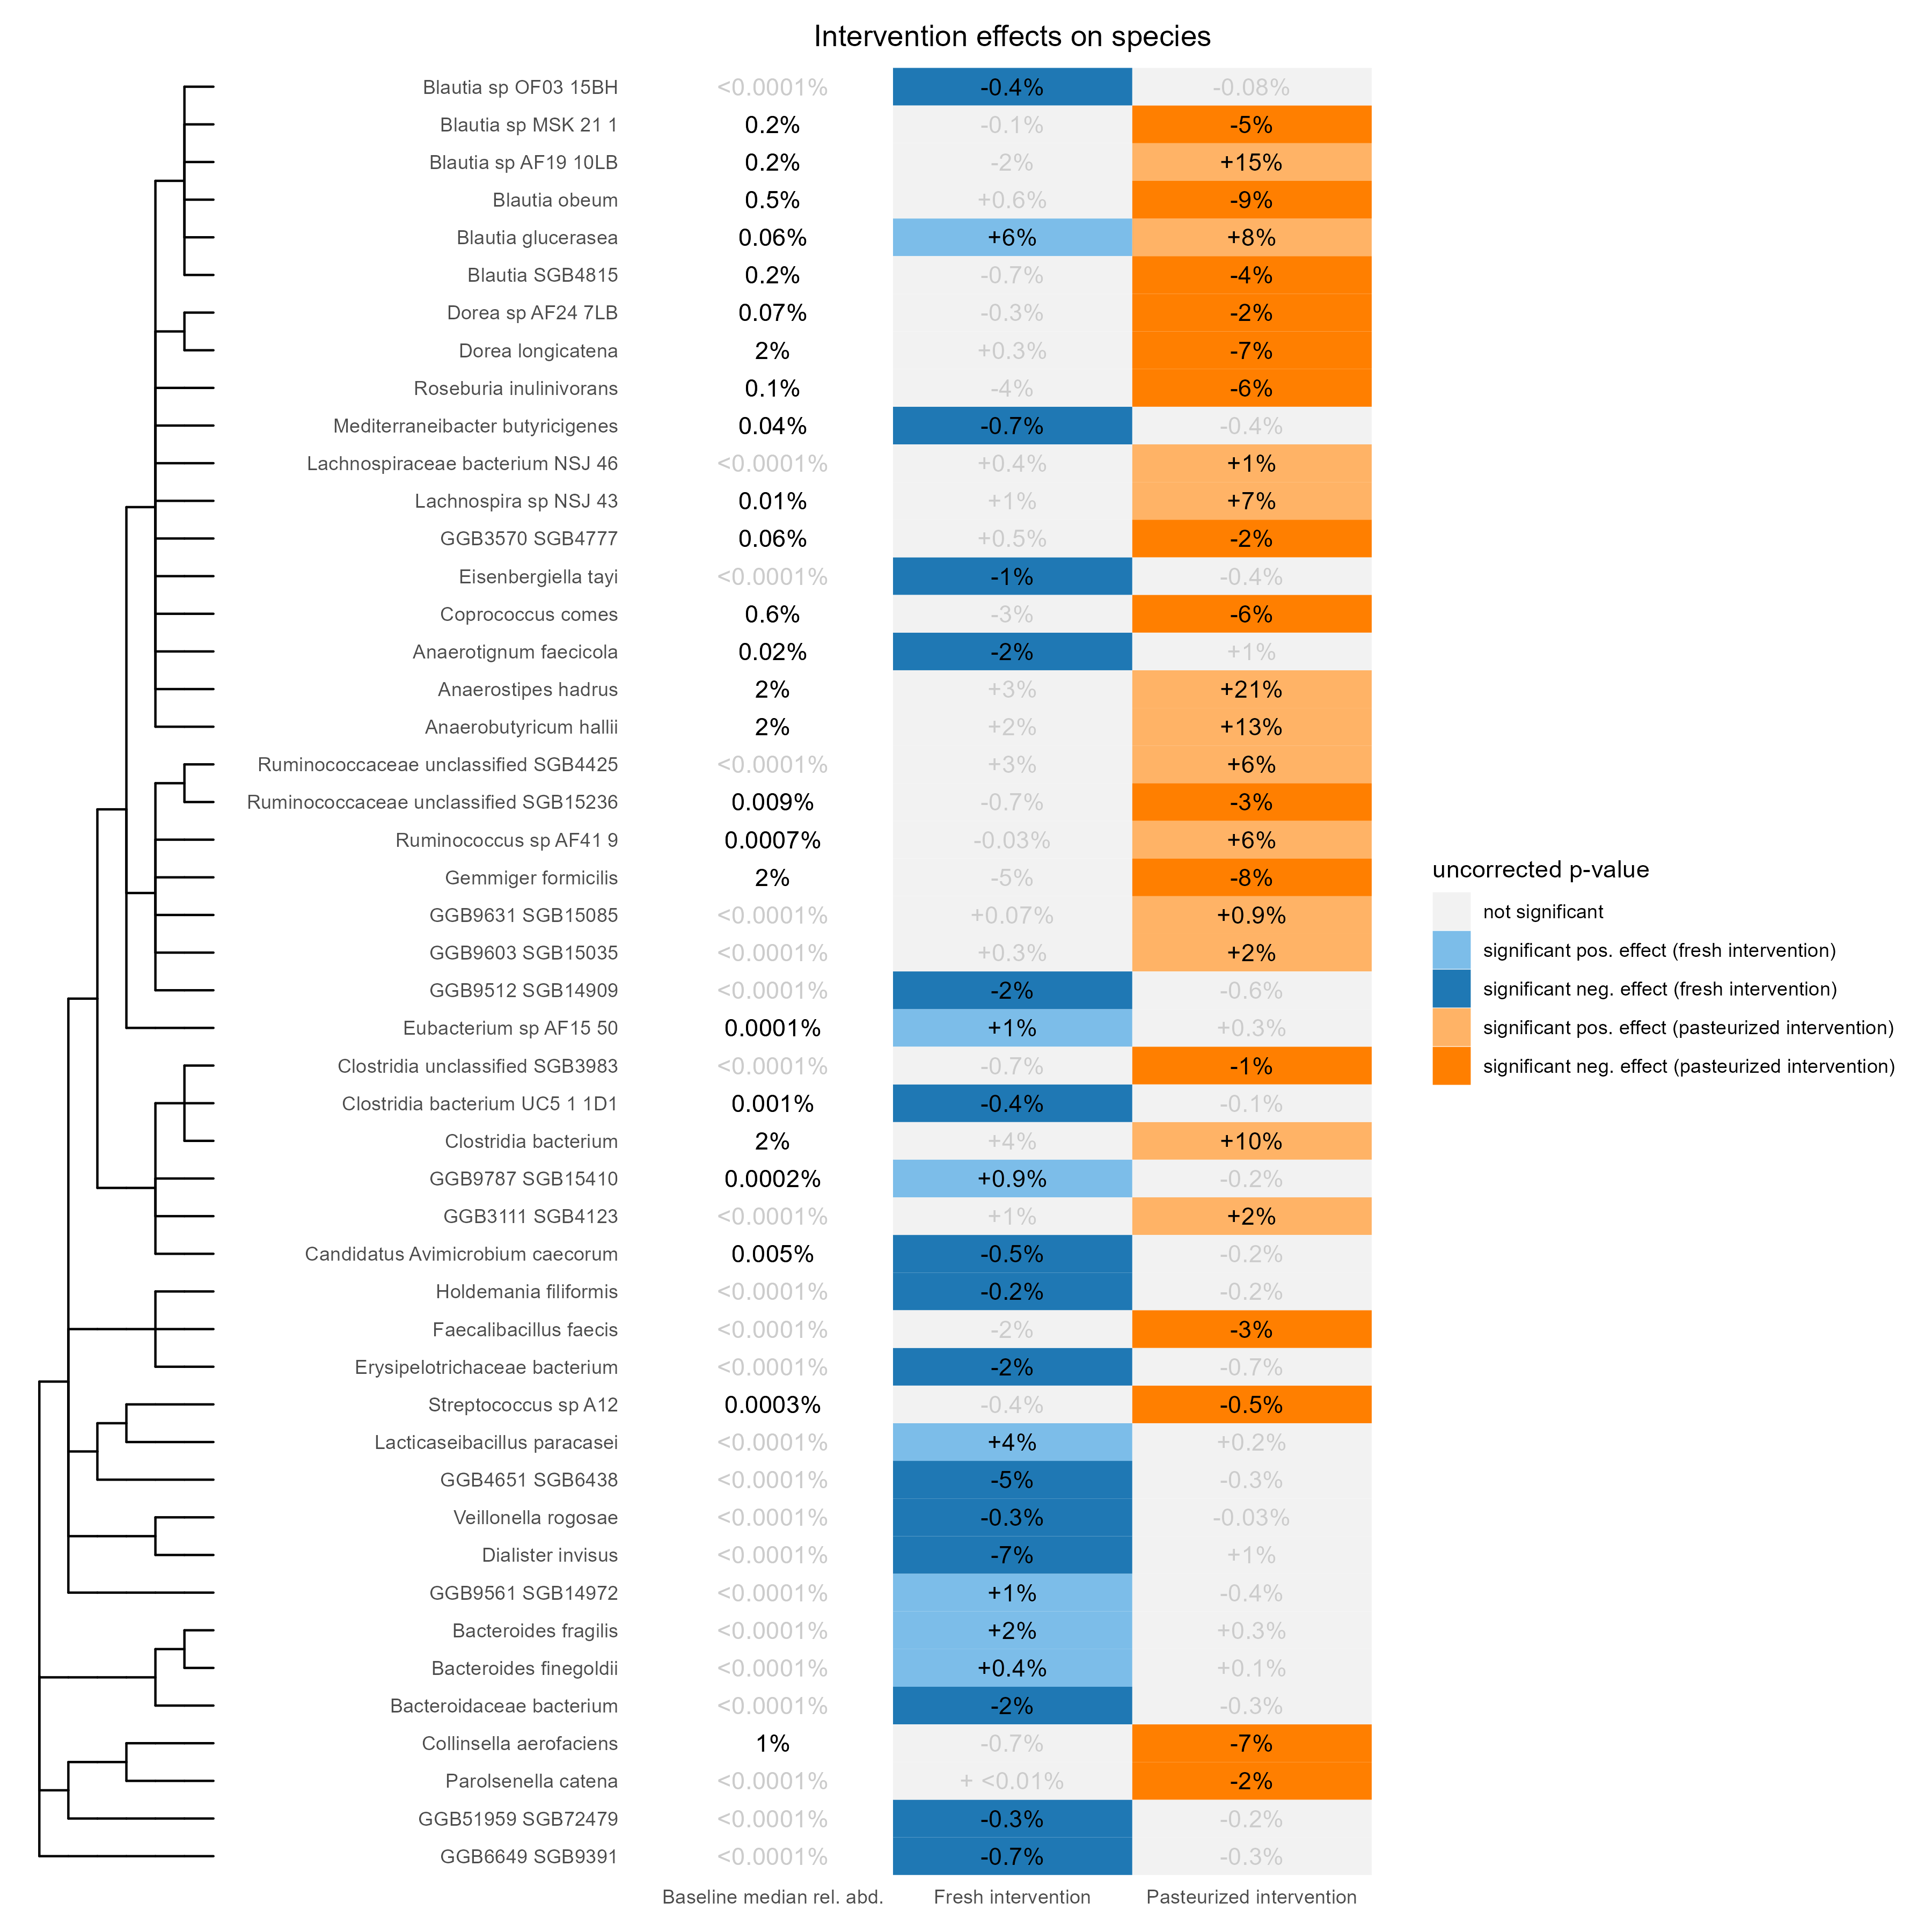 Intervention effects on species
Blautia sp OF03 15BH <0.0001% -0.4% -0.08%
Blautia sp MSK 21 1 0.2% -0.1% -5%
Blautia sp AF19 10LB 0.2% -2% +15%
Blautia obeum 0.5% +0.6% -9%
Blautia glucerasea 0.06% +6% +8%
Blautia SGB4815 0.2% -0.7% -4%
Dorea sp AF24 7LB 0.07% -0.3% -2%
Dorea longicatena 2% +0.3% -7%
Roseburia inulinivorans 0.1% -4% -6%
Mediterraneibacter butyricigenes 0.04% -0.7% -0.4%
Lachnospiraceae bacterium NSJ 46 <0.0001% +0.4% +1%
Lachnospira sp NSJ 43 0.01% +1% +7%
GGB3570 SGB4777 0.06% +0.5% -2%
Eisenbergiella tayi <0.0001% -1% -0.4%
Coprococcus comes 0.6% -3% -6%
Anaerotignum faecicola 0.02% -2% +1%
Anaerostipes hadrus 2% +3% +21%
Anaerobutyricum hallii 2% +2% +13%
Ruminococcaceae unclassified SGB4425 <0.0001% +3% +6%
Ruminococcaceae unclassified SGB15236 0.009% -0.7% -3%
Ruminococcus sp AF41 9 0.0007% -0.03% +6%
Gemmiger formicilis 2% -5% -8%
GGB9631 SGB15085 <0.0001% +0.07% +0.9%
GGB9603 SGB15035 <0.0001% +0.3% +2%
GGB9512 SGB14909 <0.0001% -2% -0.6%
Eubacterium sp AF15 50 0.0001% +1% +0.3%
Clostridia unclassified SGB3983 <0.0001% -0.7% -1%
Clostridia bacterium UC5 1 1D1 0.001% -0.4% -0.1%
Clostridia bacterium 2% +4% +10%
GGB9787 SGB15410 0.0002% +0.9% -0.2%
GGB3111 SGB4123 <0.0001% +1% +2%
Candidatus Avimicrobium caecorum 0.005% -0.5% -0.2%
Holdemania filiformis <0.0001% -0.2% -0.2%
Faecalibacillus faecis <0.0001% -2% -3%
Erysipelotrichaceae bacterium <0.0001% -2% -0.7%
Streptococcus sp A12 0.0003% -0.4% -0.5%
Lacticaseibacillus paracasei <0.0001% +4% +0.2%
GGB4651 SGB6438 <0.0001% -5% -0.3%
Veillonella rogosae <0.0001% -0.3% -0.03%
Dialister invisus <0.0001% -7% +1%
GGB9561 SGB14972 <0.0001% +1% -0.4%
Bacteroides fragilis <0.0001% +2% +0.3%
Bacteroides finegoldii <0.0001% +0.4% +0.1%
Bacteroidaceae bacterium <0.0001% -2% -0.3%
Collinsella aerofaciens 1% -0.7% -7%
Parolsenella catena <0.0001% + <0.01% -2%
GGB51959 SGB72479 <0.0001% -0.3% -0.2%
GGB6649 SGB9391 <0.0001% -0.7% -0.3%
Baseline median rel. abd. Fresh intervention Pasteurized intervention
uncorrected p-value
not significant
significant pos. effect (fresh intervention)
significant neg. effect (fresh intervention)
significant pos. effect (pasteurized intervention)
significant neg. effect (pasteurized intervention)